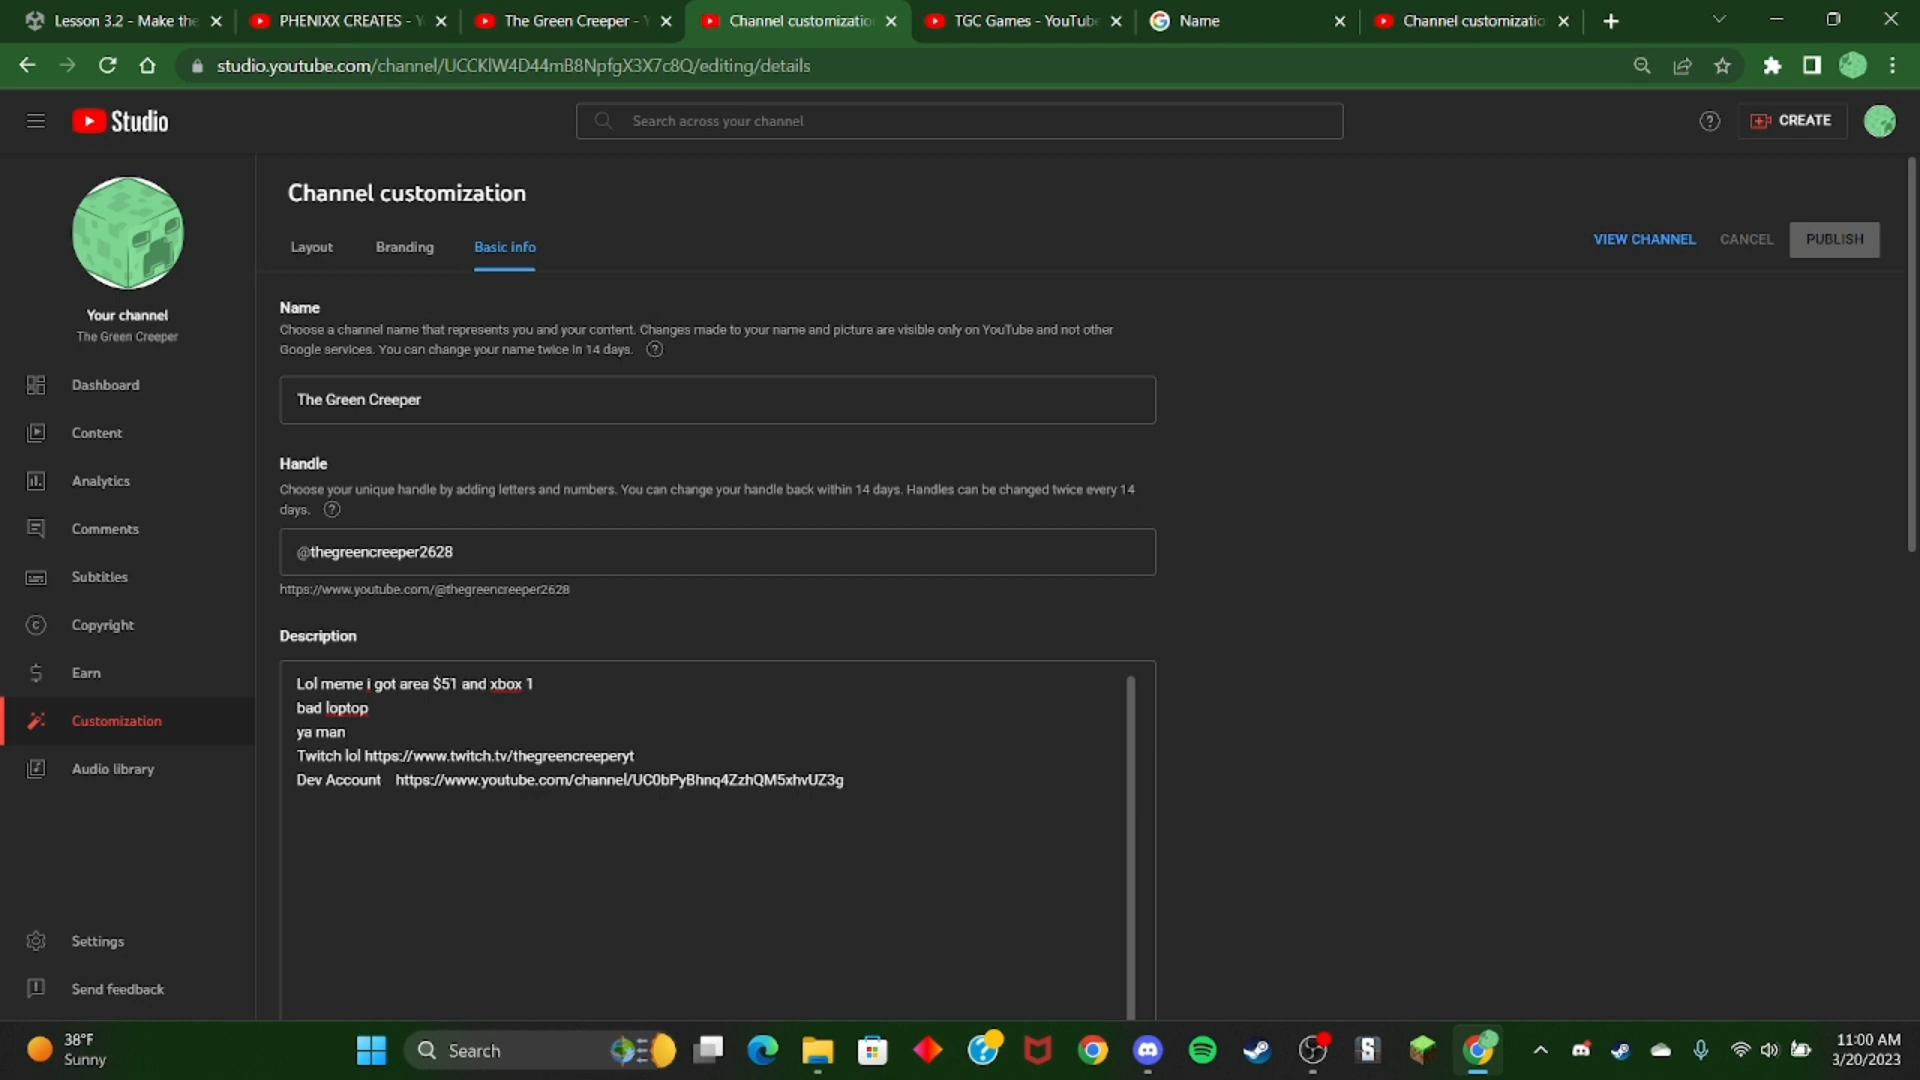 Lesson 3.2 - Make the
PHENIXX CREATES - Y
The Green Creeper - Y
Channel customizatio
TGC Games - YouTube
Name
Channel customizatio
studio.youtube.com/channel/UCCKlW4D44mB8NpfgX3X7c8Q/editing/details
Studio
Search across your channel
CREATE
Your channel
The Green Creeper
Dashboard
Content
Analytics
Comments
Subtitles
Copyright
Earn
Customization
Audio library
Settings
Send feedback
Channel customization
Layout
Branding
Basic info
VIEW CHANNEL
CANCEL
PUBLISH
Name
Choose a channel name that represents you and your content. Changes made to your name and picture are visible only on YouTube and not other
Google services. You can change your name twice in 14 days.
The Green Creeper
Handle
Choose your unique handle by adding letters and numbers. You can change your handle back within 14 days. Handles can be changed twice every 14
days.
@thegreencreeper2628
https://www.youtube.com/@thegreencreeper2628
Description
Lol meme i got area $51 and xbox 1
bad loptop
ya man
Twitch lol https://www.twitch.tv/thegreencreeperyt
Dev Account https://www.youtube.com/channel/UC0bPyBhnq4ZzhQM5xhvUZ3g
38°F
Sunny
Search
11:00 AM
3/20/2023